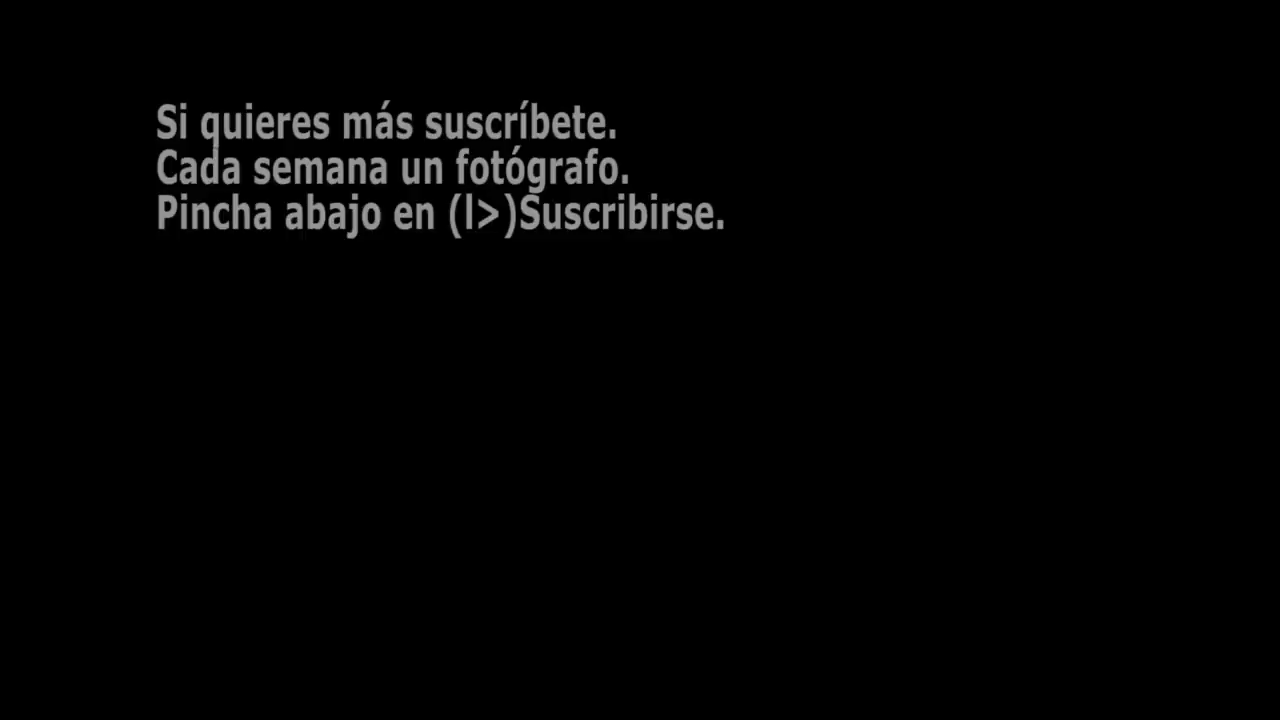 Si quieres más suscríbete.
Cada semana un fotógrafo.
Pincha abajo en (l>)Suscribirse.